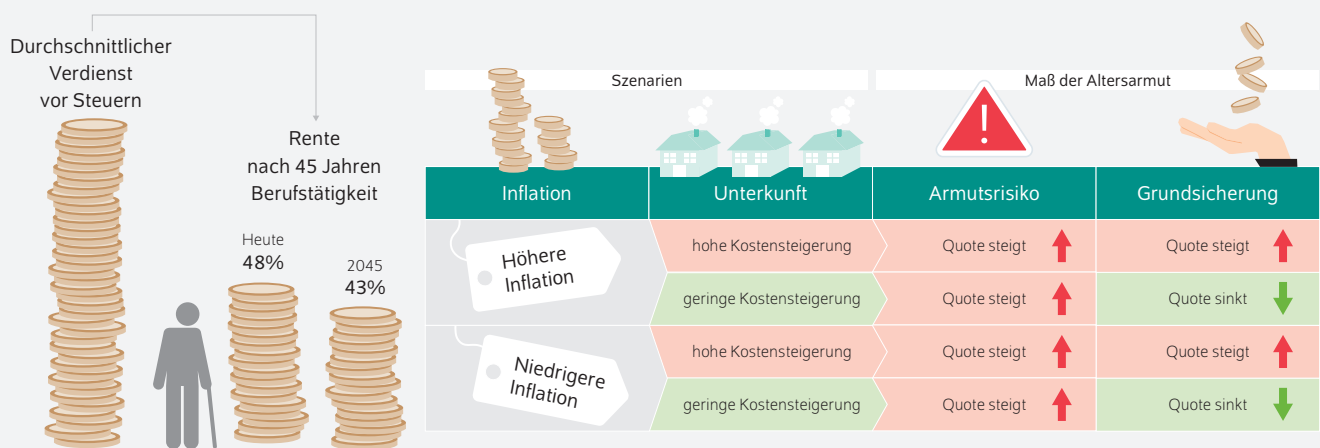 Durchschnittlicher
Verdienst
vor Steuern
Rente
nach 45 Jahren
Berufstätigkeit
Heute
48%
2045
43%
Szenarien
Maß der Altersarmut
!
Inflation
Unterkunft
Armutsrisiko
Grundsicherung
Höhere
Inflation
hohe Kostensteigerung
Quote steigt
Quote steigt
geringe Kostensteigerung
Quote steigt
Quote sinkt
Niedrigere
Inflation
hohe Kostensteigerung
Quote steigt
Quote steigt
geringe Kostensteigerung
Quote steigt
Quote sinkt